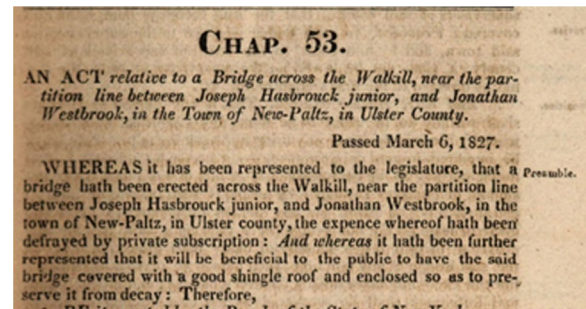 CHAP. 53.
AN ACT relative to a Bridge across the Walkill, near the par-
tition line between Joseph Hasbrouck junior, and Jonathan
Westbrook, in the Town of New-Paltz, in Ulster County.
Passed March 6, 1827.
WHEREAS it has been represented to the legislature, that a Preamble.
bridge hath been erected across the Walkill, near the partition line
between Joseph Hasbrouck junior, and Jonathan Westbrook, in the
town of New-Paltz, in Ulster county, the expence whereof hath been
defrayed by private subscription : And whereas it hath been further
represented that it will be beneficial to the public to have the said
bridge covered with a good shingle roof and enclosed so as to pre-
serve it from decay : Therefore,